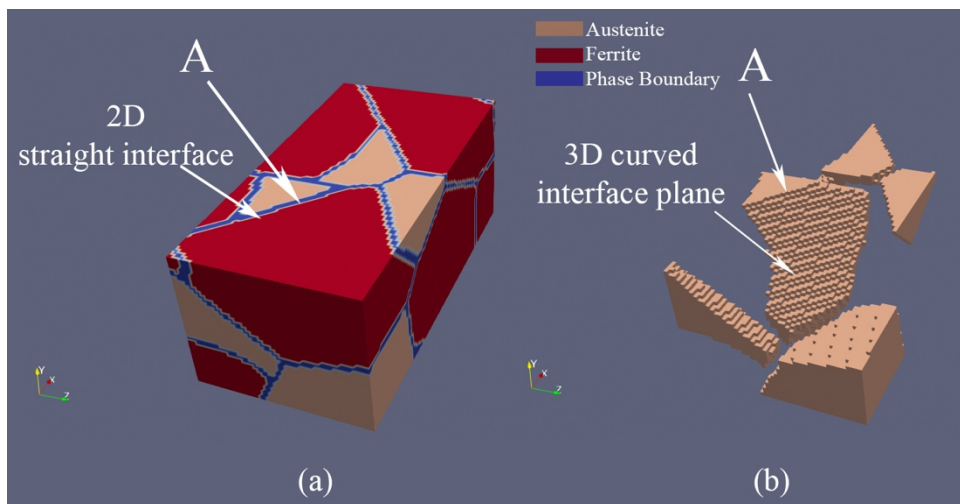 A
2D
straight interface
Y
X
Z
(a)
Austenite
Ferrite
Phase Boundary
A
3D curved
interface plane
Y
X
Z
(b)